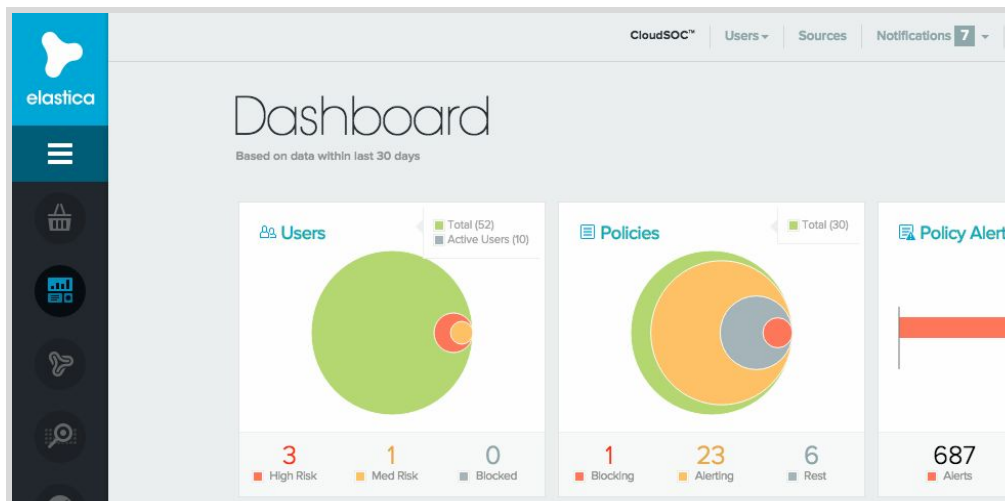 elastica
CloudSOC™ Users Sources Notifications 7
Dashboard
Based on data within last 30 days
Users
Total (52)
Active Users (10)
3 1 0
High Risk Med Risk Blocked
Policies
Total (30)
1 23 6
Blocking Alerting Rest
Policy Alert
687
Alerts